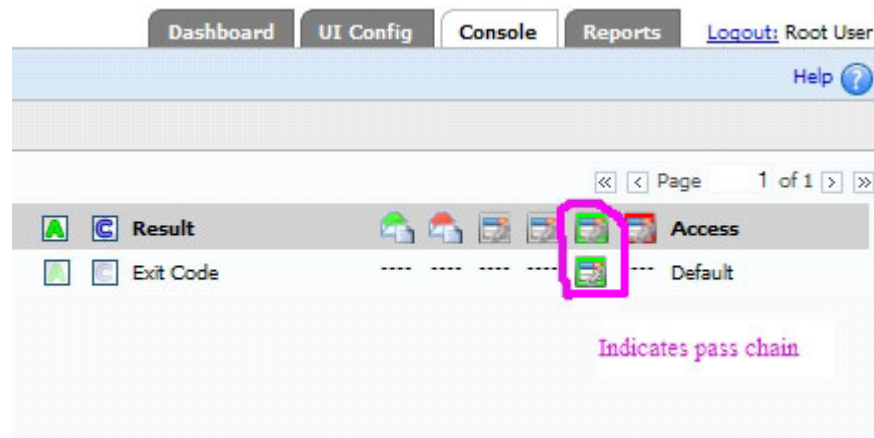 Dashboard UI Config Console Reports Logout: Root User
Help ?
Page 1 of 1
A C Result Access
A C Exit Code ---- ---- ---- ---- ---- Default
Indicates pass chain